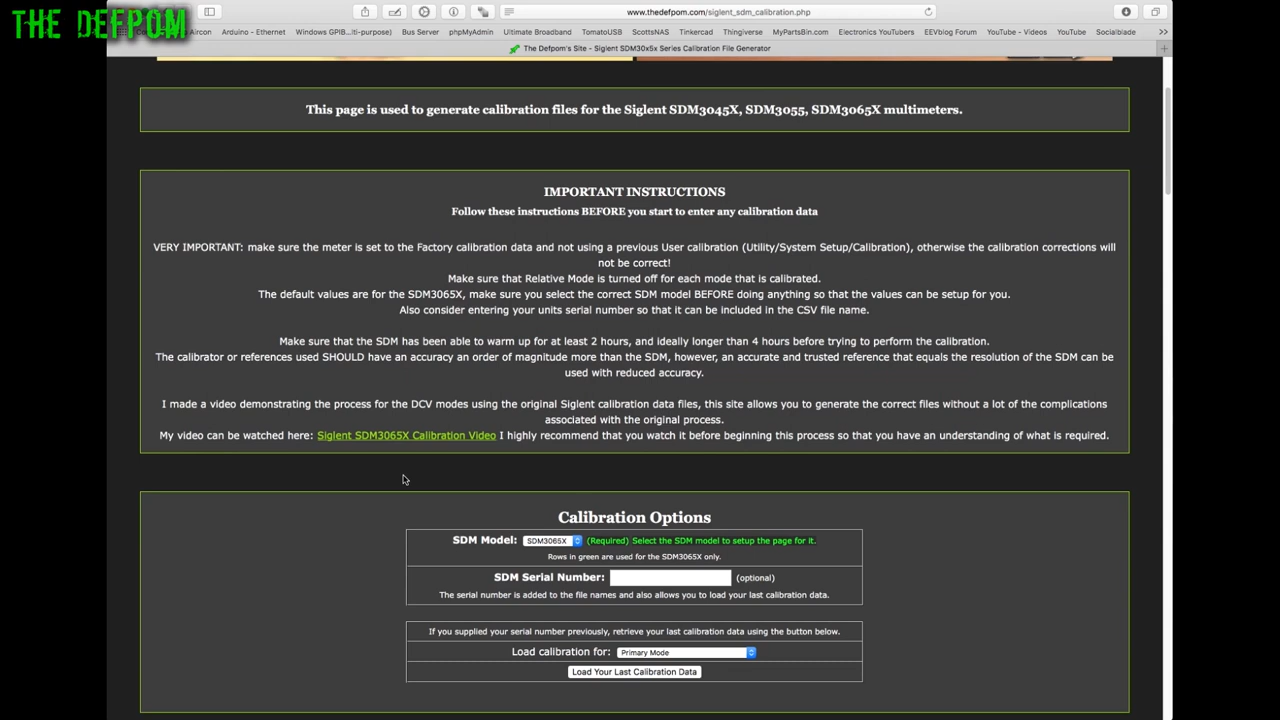 THE DEFPOM
www.thedefpom.com/siglent_sdm_calibration.php
Aircon Arduino - Ethernet Windows GPIB...ti-purpose) Bus Server phpMyAdmin Ultimate Broadband TomatoUSB ScottsNAS Tinkercad Thingiverse MyPartsBin.com Electronics YouTubers EEVblog Forum YouTube - Videos YouTube Socialblade
The Defpom's Site - Siglent SDM30x5x Series Calibration File Generator
This page is used to generate calibration files for the Siglent SDM3045X, SDM3055, SDM3065X multimeters.
IMPORTANT INSTRUCTIONS
Follow these instructions BEFORE you start to enter any calibration data
VERY IMPORTANT: make sure the meter is set to the Factory calibration data and not using a previous User calibration (Utility/System Setup/Calibration), otherwise the calibration corrections will
not be correct!
Make sure that Relative Mode is turned off for each mode that is calibrated.
The default values are for the SDM3065X, make sure you select the correct SDM model BEFORE doing anything so that the values can be setup for you.
Also consider entering your units serial number so that it can be included in the CSV file name.
Make sure that the SDM has been able to warm up for at least 2 hours, and ideally longer than 4 hours before trying to perform the calibration.
The calibrator or references used SHOULD have an accuracy an order of magnitude more than the SDM, however, an accurate and trusted reference that equals the resolution of the SDM can be
used with reduced accuracy.
I made a video demonstrating the process for the DCV modes using the original Siglent calibration data files, this site allows you to generate the correct files without a lot of the complications
associated with the original process.
My video can be watched here: Siglent SDM3065X Calibration Video I highly recommend that you watch it before beginning this process so that you have an understanding of what is required.
Calibration Options
SDM Model: SDM3065X (Required) Select the SDM model to setup the page for it.
Rows in green are used for the SDM3065X only.
SDM Serial Number: (optional)
The serial number is added to the file names and also allows you to load your last calibration data.
If you supplied your serial number previously, retrieve your last calibration data using the button below.
Load calibration for: Primary Mode
Load Your Last Calibration Data